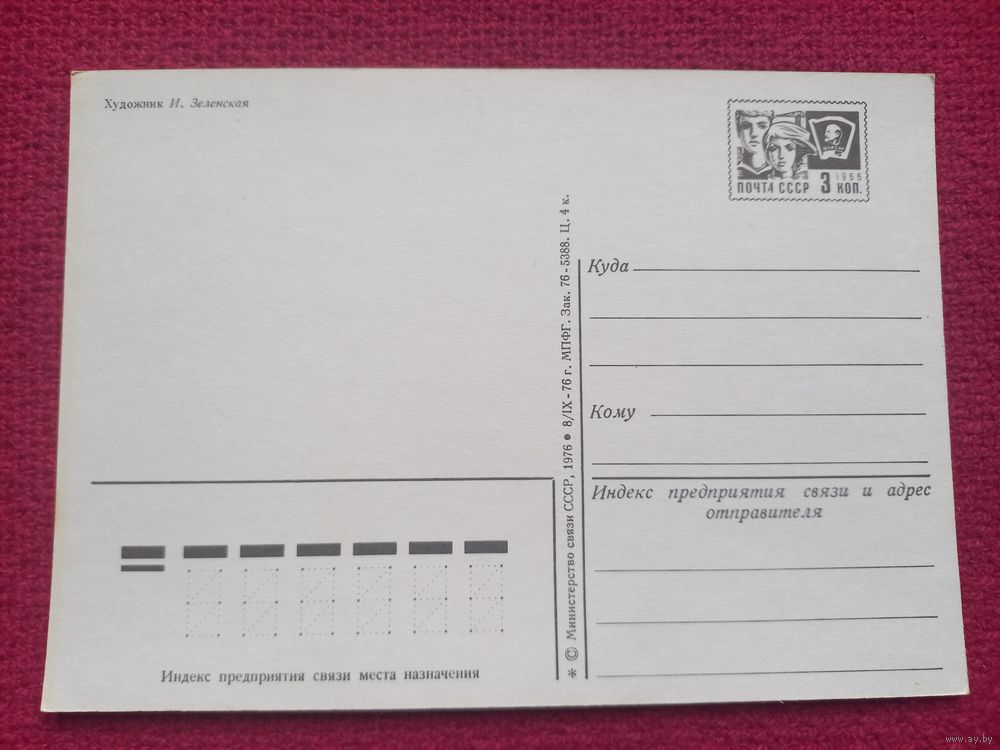 Художник И. Зеленская
ВЛКСМ
1966
ПОЧТА СССР 3 КОП.
Куда
Кому
Индекс предприятия связи и адрес
отправителя
* © Министерство связи СССР, 1976 ● 8/IX-76 г. МПФГ. Зак. 76-5388. Ц. 4 к.
Индекс предприятия связи места назначения
www.ay.by